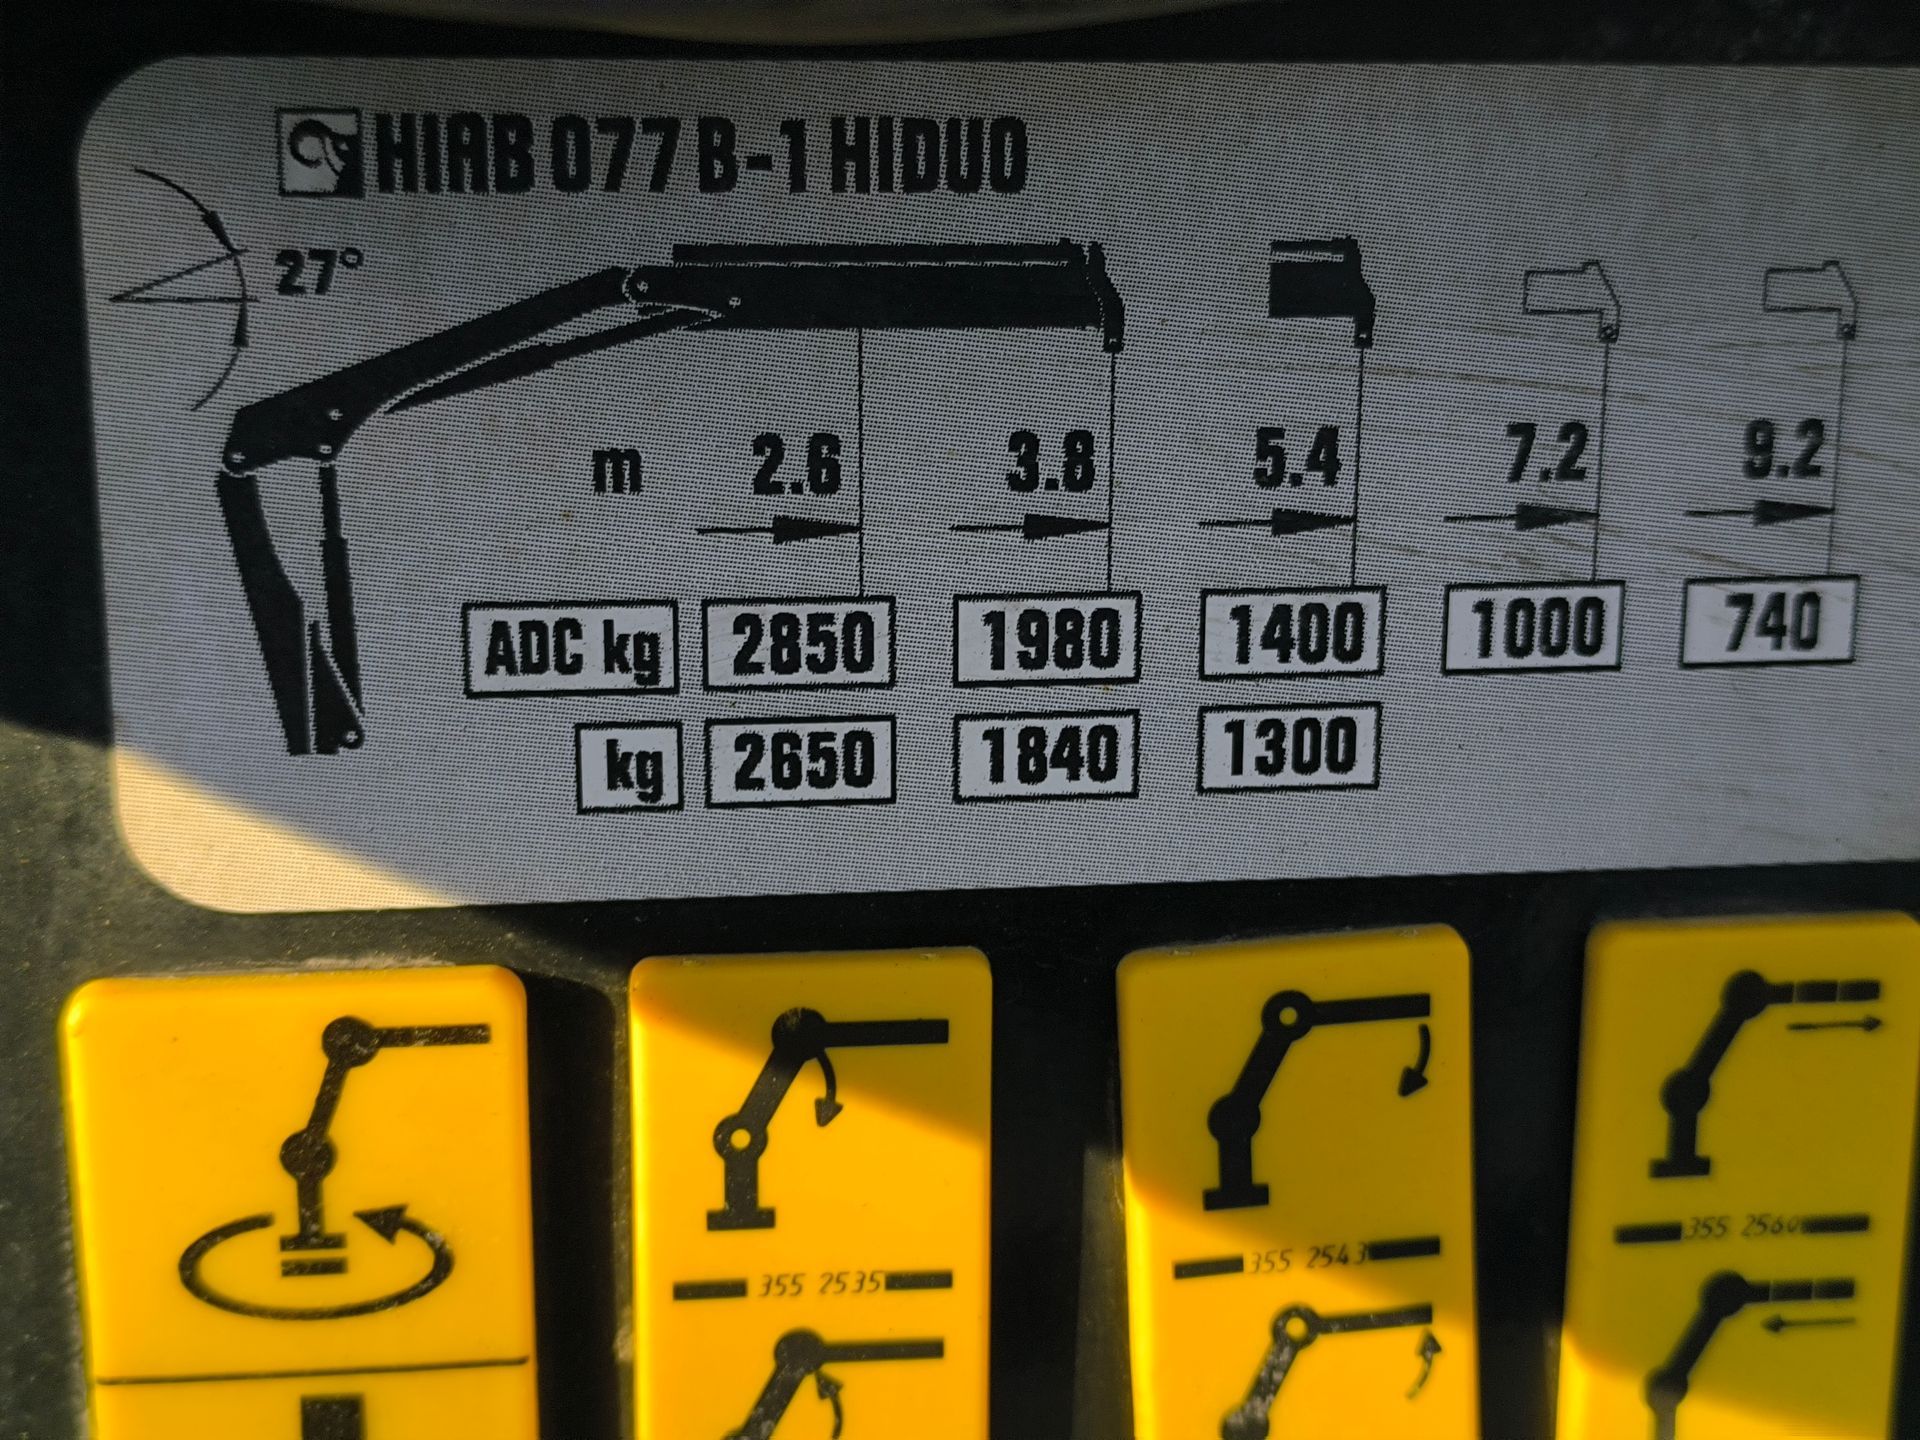 HIAB 077 B-1 HIDUO
27°
m 2.6 3.8 5.4 7.2 9.2
ADC kg 2850 1980 1400 1000 740
kg 2650 1840 1300
355 2535 355 2543 355 2560